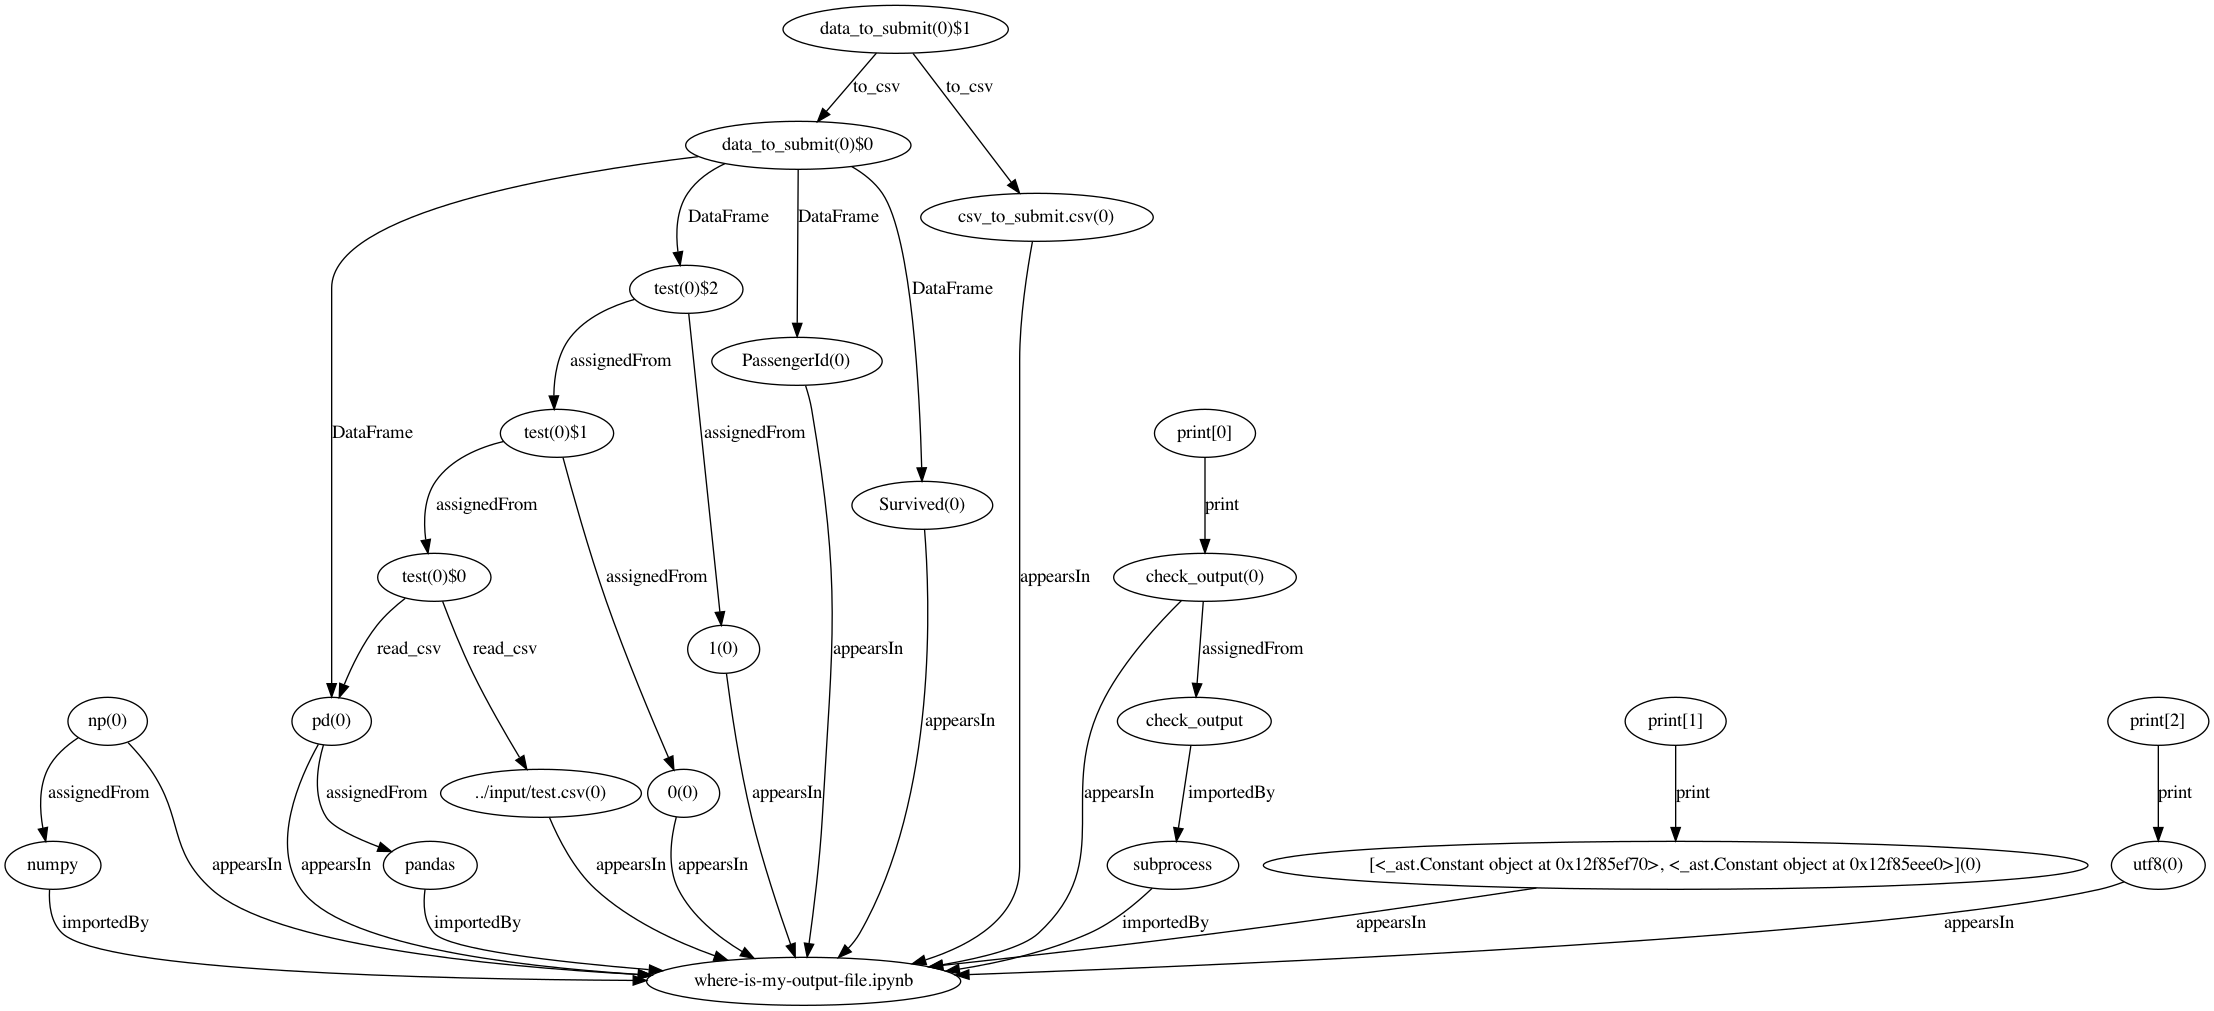 data_to_submit(0)$1
to_csv
to_csv
data_to_submit(0)$0
DataFrame
DataFrame
csv_to_submit.csv(0)
test(0)$2
DataFrame
assignedFrom
PassengerId(0)
DataFrame
test(0)$1
assignedFrom
print[0]
assignedFrom
Survived(0)
print
test(0)$0
assignedFrom
appearsIn
check_output(0)
read_csv
read_csv
1(0)
appearsIn
assignedFrom
np(0)
pd(0)
appearsIn
check_output
print[1]
print[2]
assignedFrom
assignedFrom
../input/test.csv(0)
0(0)
appearsIn
appearsIn
importedBy
print
print
numpy
appearsIn
appearsIn
pandas
appearsIn
appearsIn
subprocess
[<_ast.Constant object at 0x12f85ef70>, <_ast.Constant object at 0x12f85eee0>](0)
utf8(0)
importedBy
importedBy
importedBy
appearsIn
appearsIn
where-is-my-output-file.ipynb